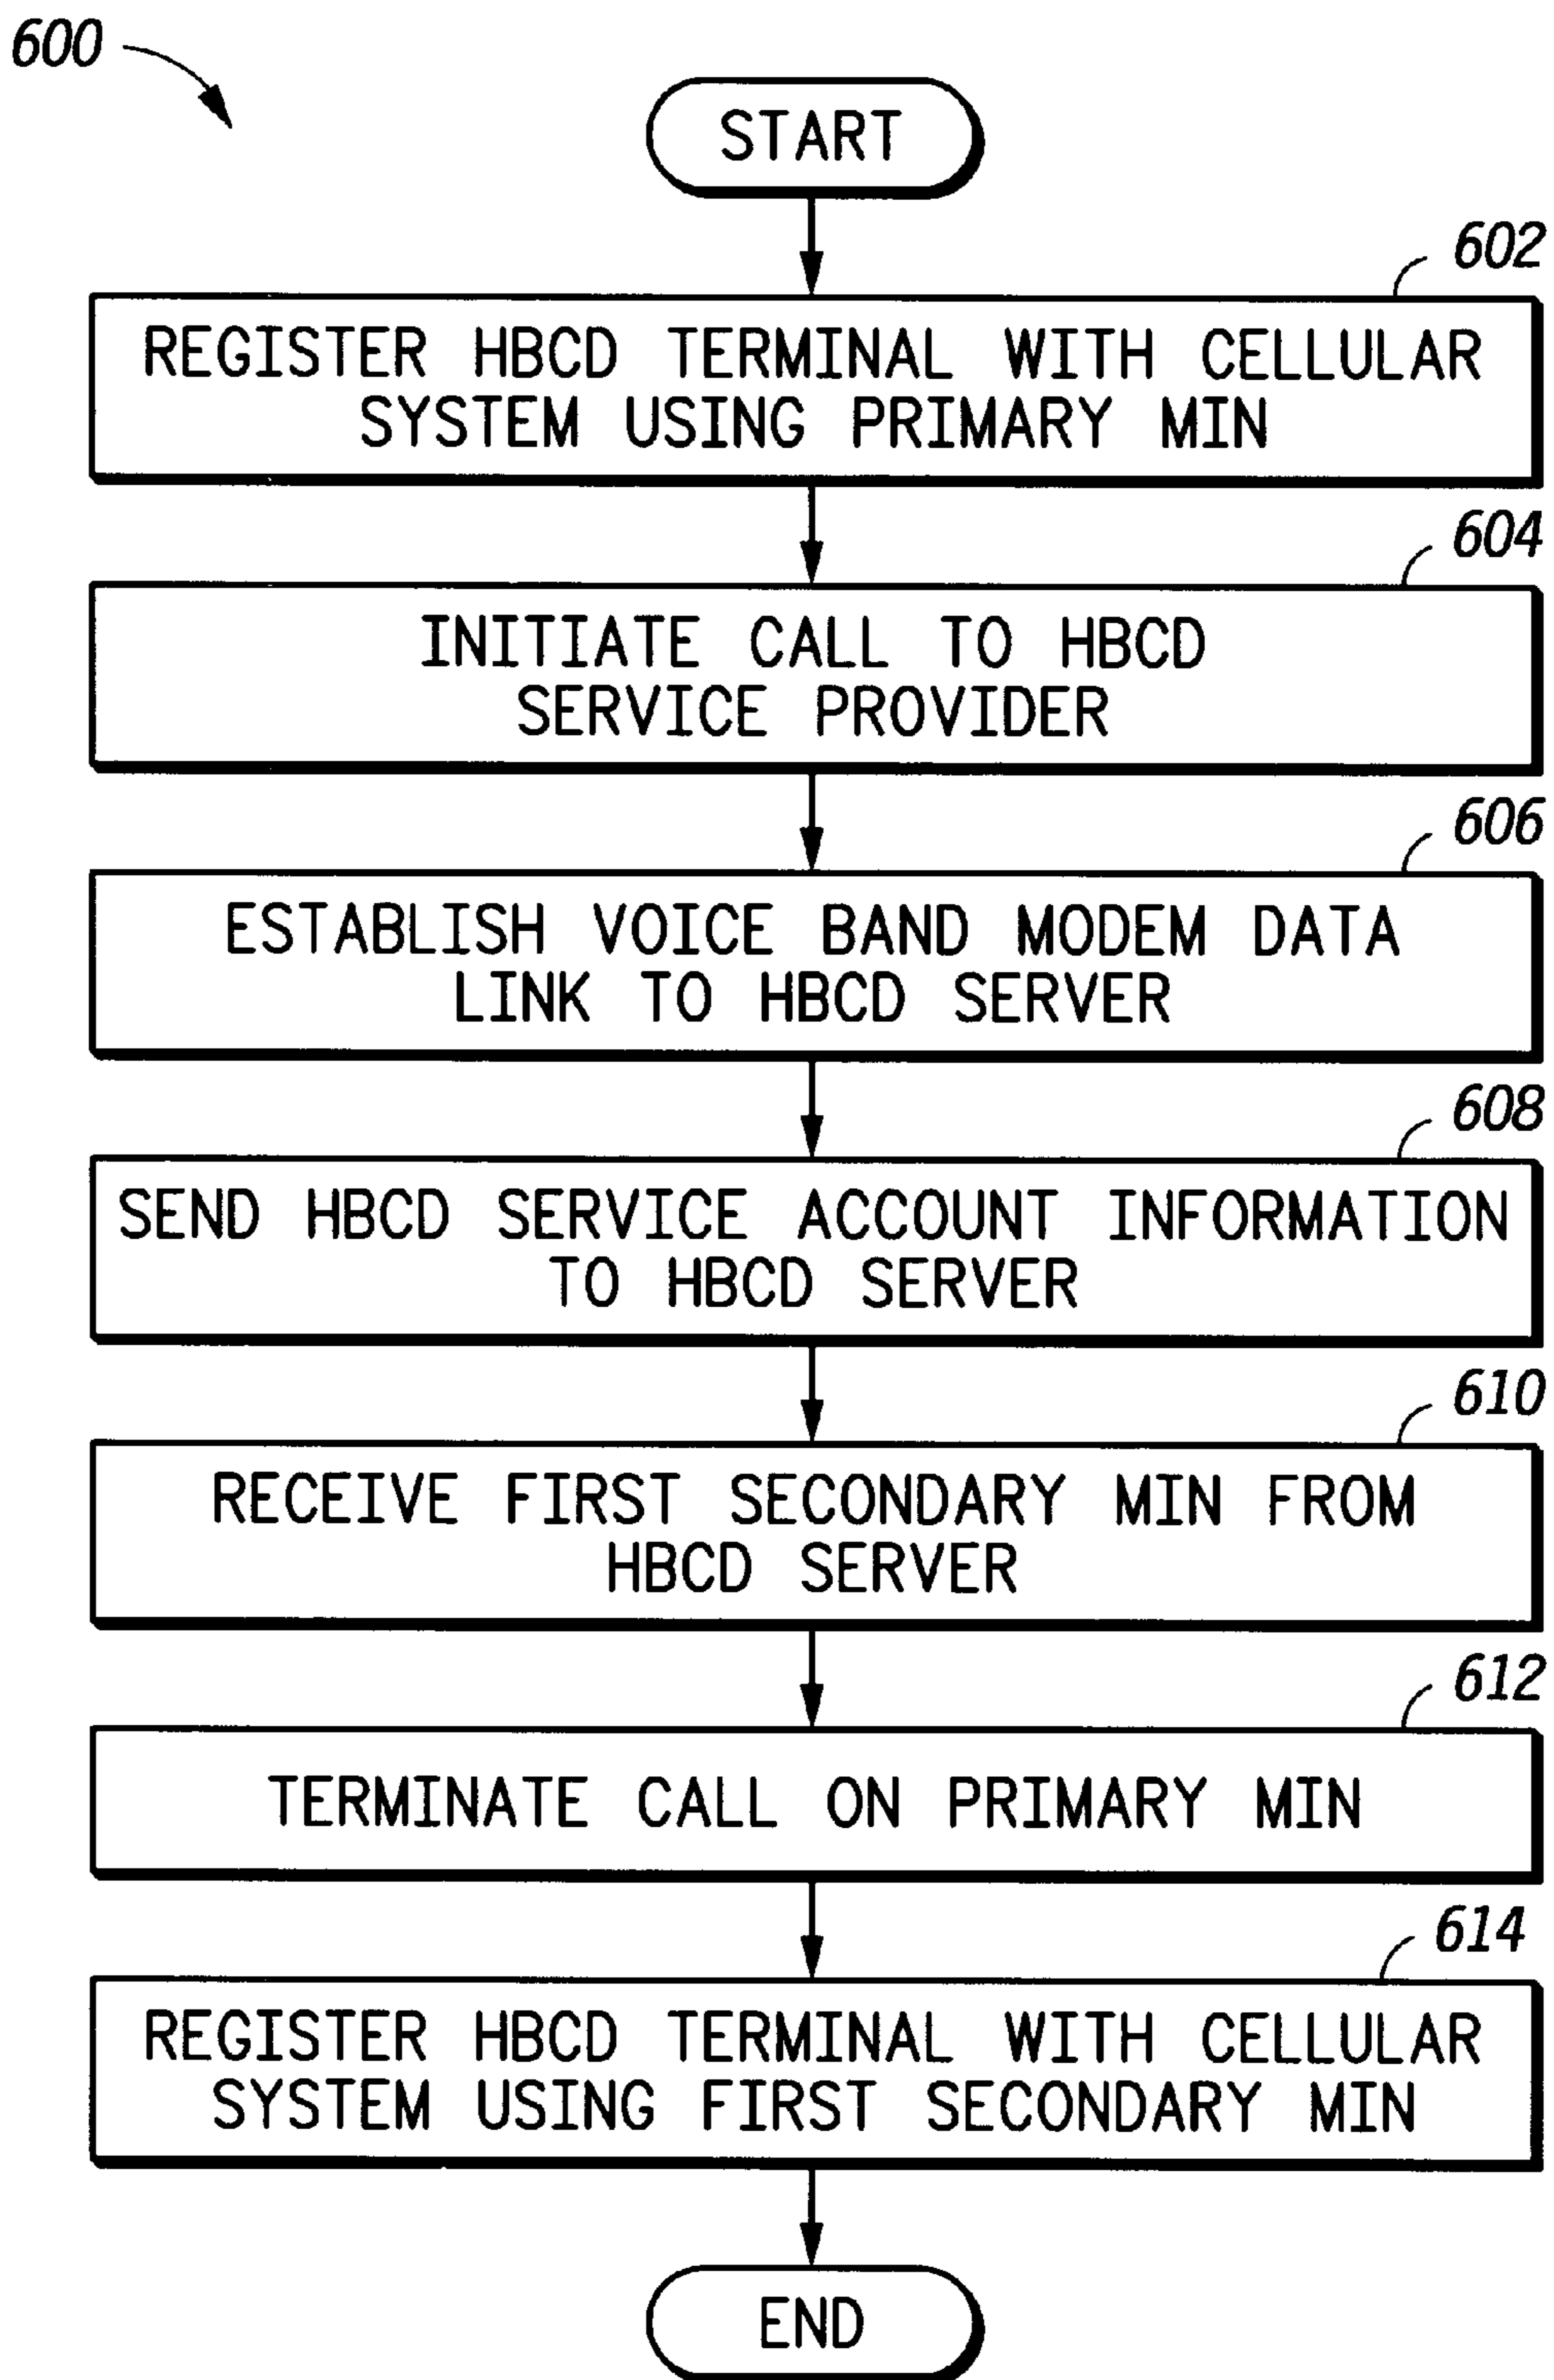 600
START
602
REGISTER HBCD TERMINAL WITH CELLULAR
SYSTEM USING PRIMARY MIN
604
INITIATE CALL TO HBCD
SERVICE PROVIDER
606
ESTABLISH VOICE BAND MODEM DATA
LINK TO HBCD SERVER
608
SEND HBCD SERVICE ACCOUNT INFORMATION
TO HBCD SERVER
610
RECEIVE FIRST SECONDARY MIN FROM
HBCD SERVER
612
TERMINATE CALL ON PRIMARY MIN
614
REGISTER HBCD TERMINAL WITH CELLULAR
SYSTEM USING FIRST SECONDARY MIN
END